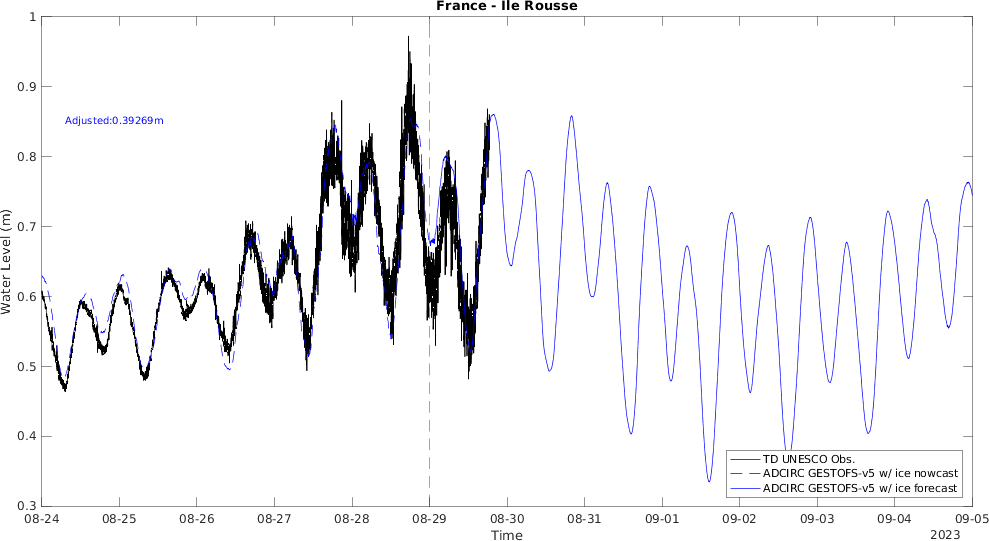 France - Ile Rousse
1
0.9
0.8
0.7
0.6
0.5
0.4
0.3
Water Level (m)
Adjusted:0.39269m
TD UNESCO Obs.
ADCIRC GESTOFS-v5 w/ ice nowcast
ADCIRC GESTOFS-v5 w/ ice forecast
08-24 08-25 08-26 08-27 08-28 08-29 08-30 08-31 09-01 09-02 09-03 09-04 09-05
Time
2023